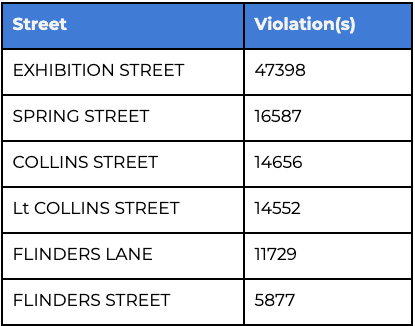 Street Violation(s)
EXHIBITION STREET 47398
SPRING STREET 16587
COLLINS STREET 14656
Lt COLLINS STREET 14552
FLINDERS LANE 11729
FLINDERS STREET 5877